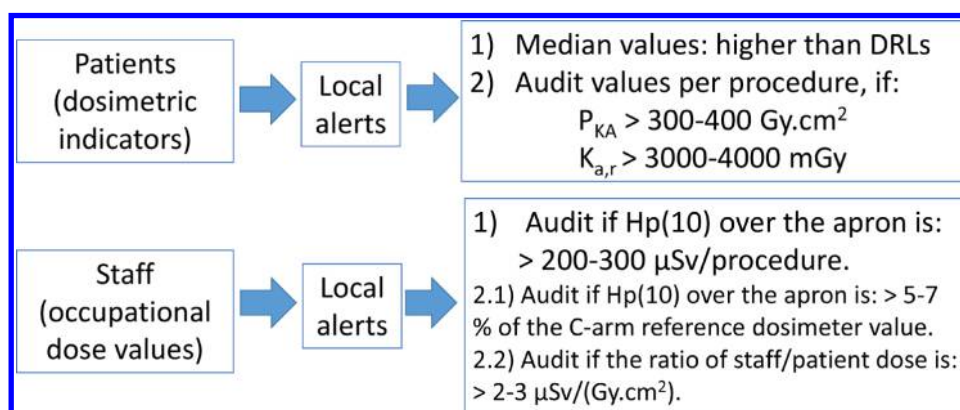 Patients
(dosimetric
indicators)
Local
alerts
1) Median values: higher than DRLs
2) Audit values per procedure, if:
P_KA > 300-400 Gy.cm²
K_a,r > 3000-4000 mGy
Staff
(occupational
dose values)
Local
alerts
1) Audit if Hp(10) over the apron is:
> 200-300 µSv/procedure.
2.1) Audit if Hp(10) over the apron is: > 5-7
% of the C-arm reference dosimeter value.
2.2) Audit if the ratio of staff/patient dose is:
> 2-3 µSv/(Gy.cm²).